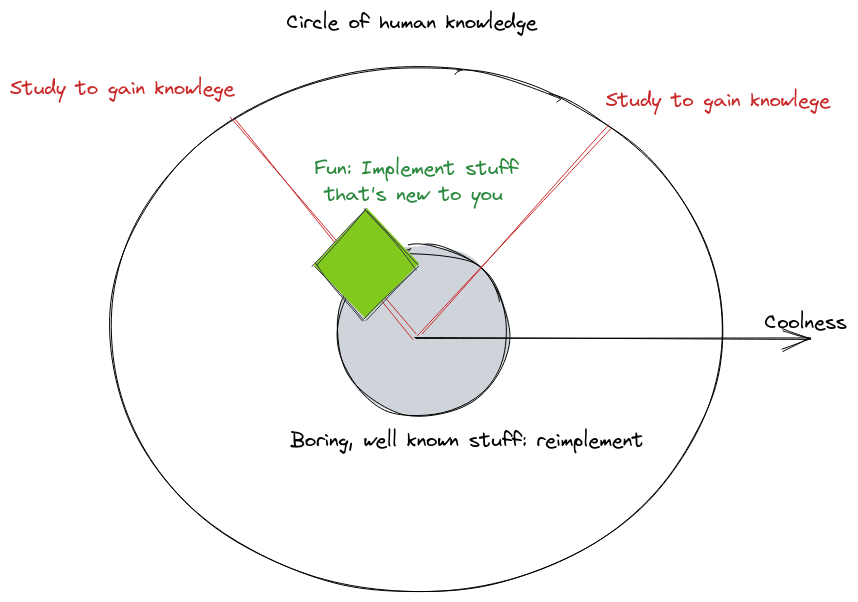 Circle of human knowledge
Study to gain knowlege
Study to gain knowlege
Fun: Implement stuff
that's new to you
Coolness
Boring, well known stuff: reimplement